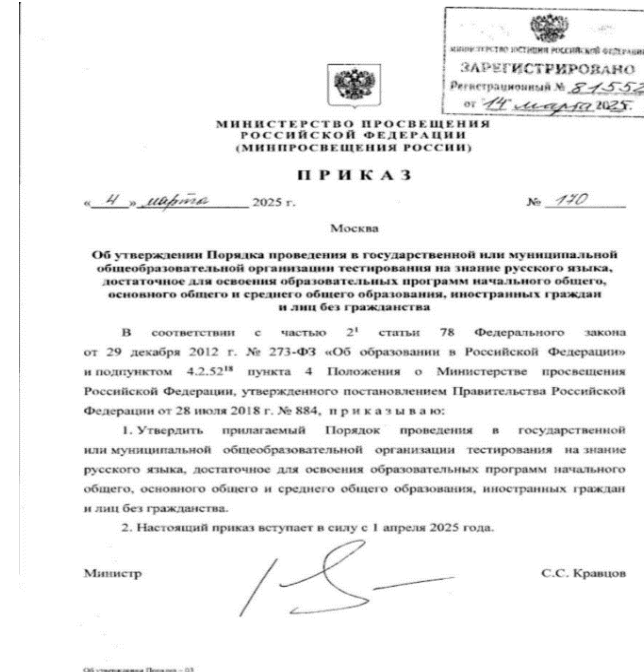 МИНИСТЕРСТВО ЮСТИЦИИ РОССИЙСКОЙ ФЕДЕРАЦИИ
ЗАРЕГИСТРИРОВАНО
Регистрационный № 81552
от "14" марта 2025.
МИНИСТЕРСТВО ПРОСВЕЩЕНИЯ
РОССИЙСКОЙ ФЕДЕРАЦИИ
(МИНПРОСВЕЩЕНИЯ РОССИИ)
ПРИКАЗ
« 4 » марта 2025 г.
№ 170
Москва
Об утверждении Порядка проведения в государственной или муниципальной
общеобразовательной организации тестирования на знание русского языка,
достаточное для освоения образовательных программ начального общего,
основного общего и среднего общего образования, иностранных граждан
и лиц без гражданства
В соответствии с частью 2¹ статьи 78 Федерального закона
от 29 декабря 2012 г. № 273-ФЗ «Об образовании в Российской Федерации»
и подпунктом 4.2.52¹⁸ пункта 4 Положения о Министерстве просвещения
Российской Федерации, утвержденного постановлением Правительства Российской
Федерации от 28 июля 2018 г. № 884, п р и к а з ы в а ю:
1. Утвердить прилагаемый Порядок проведения в государственной
или муниципальной общеобразовательной организации тестирования на знание
русского языка, достаточное для освоения образовательных программ начального
общего, основного общего и среднего общего образования, иностранных граждан
и лиц без гражданства.
2. Настоящий приказ вступает в силу с 1 апреля 2025 года.
Министр
С.С. Кравцов
Об утверждении Порядка – 03